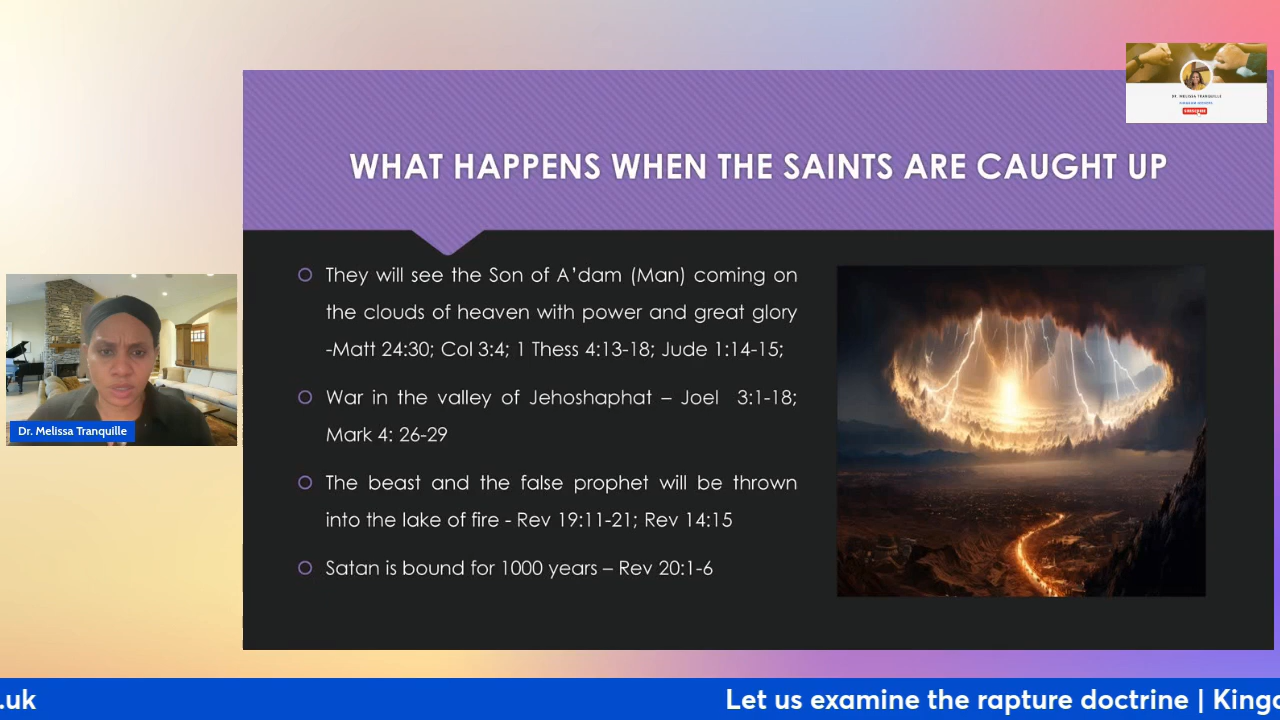 DR. MELISSA TRANQUILLE
SUBSCRIBE
WHAT HAPPENS WHEN THE SAINTS ARE CAUGHT UP
They will see the Son of A’dam (Man) coming on
the clouds of heaven with power and great glory
-Matt 24:30; Col 3:4; 1 Thess 4:13-18; Jude 1:14-15;
War in the valley of Jehoshaphat – Joel 3:1-18;
Mark 4: 26-29
The beast and the false prophet will be thrown
into the lake of fire - Rev 19:11-21; Rev 14:15
Satan is bound for 1000 years – Rev 20:1-6
Dr. Melissa Tranquille
.uk
Let us examine the rapture doctrine | Kingd